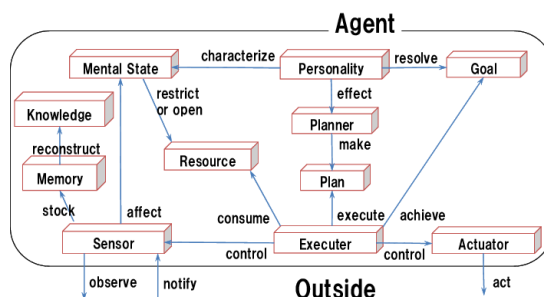 Agent
characterize
resolve
Mental State
Personality
Goal
restrict
or open
effect
Knowledge
Planner
reconstruct
make
Resource
Memory
Plan
stock
affect
consume
execute
achieve
Sensor
Executer
Actuator
control
control
observe
notify
Outside
act